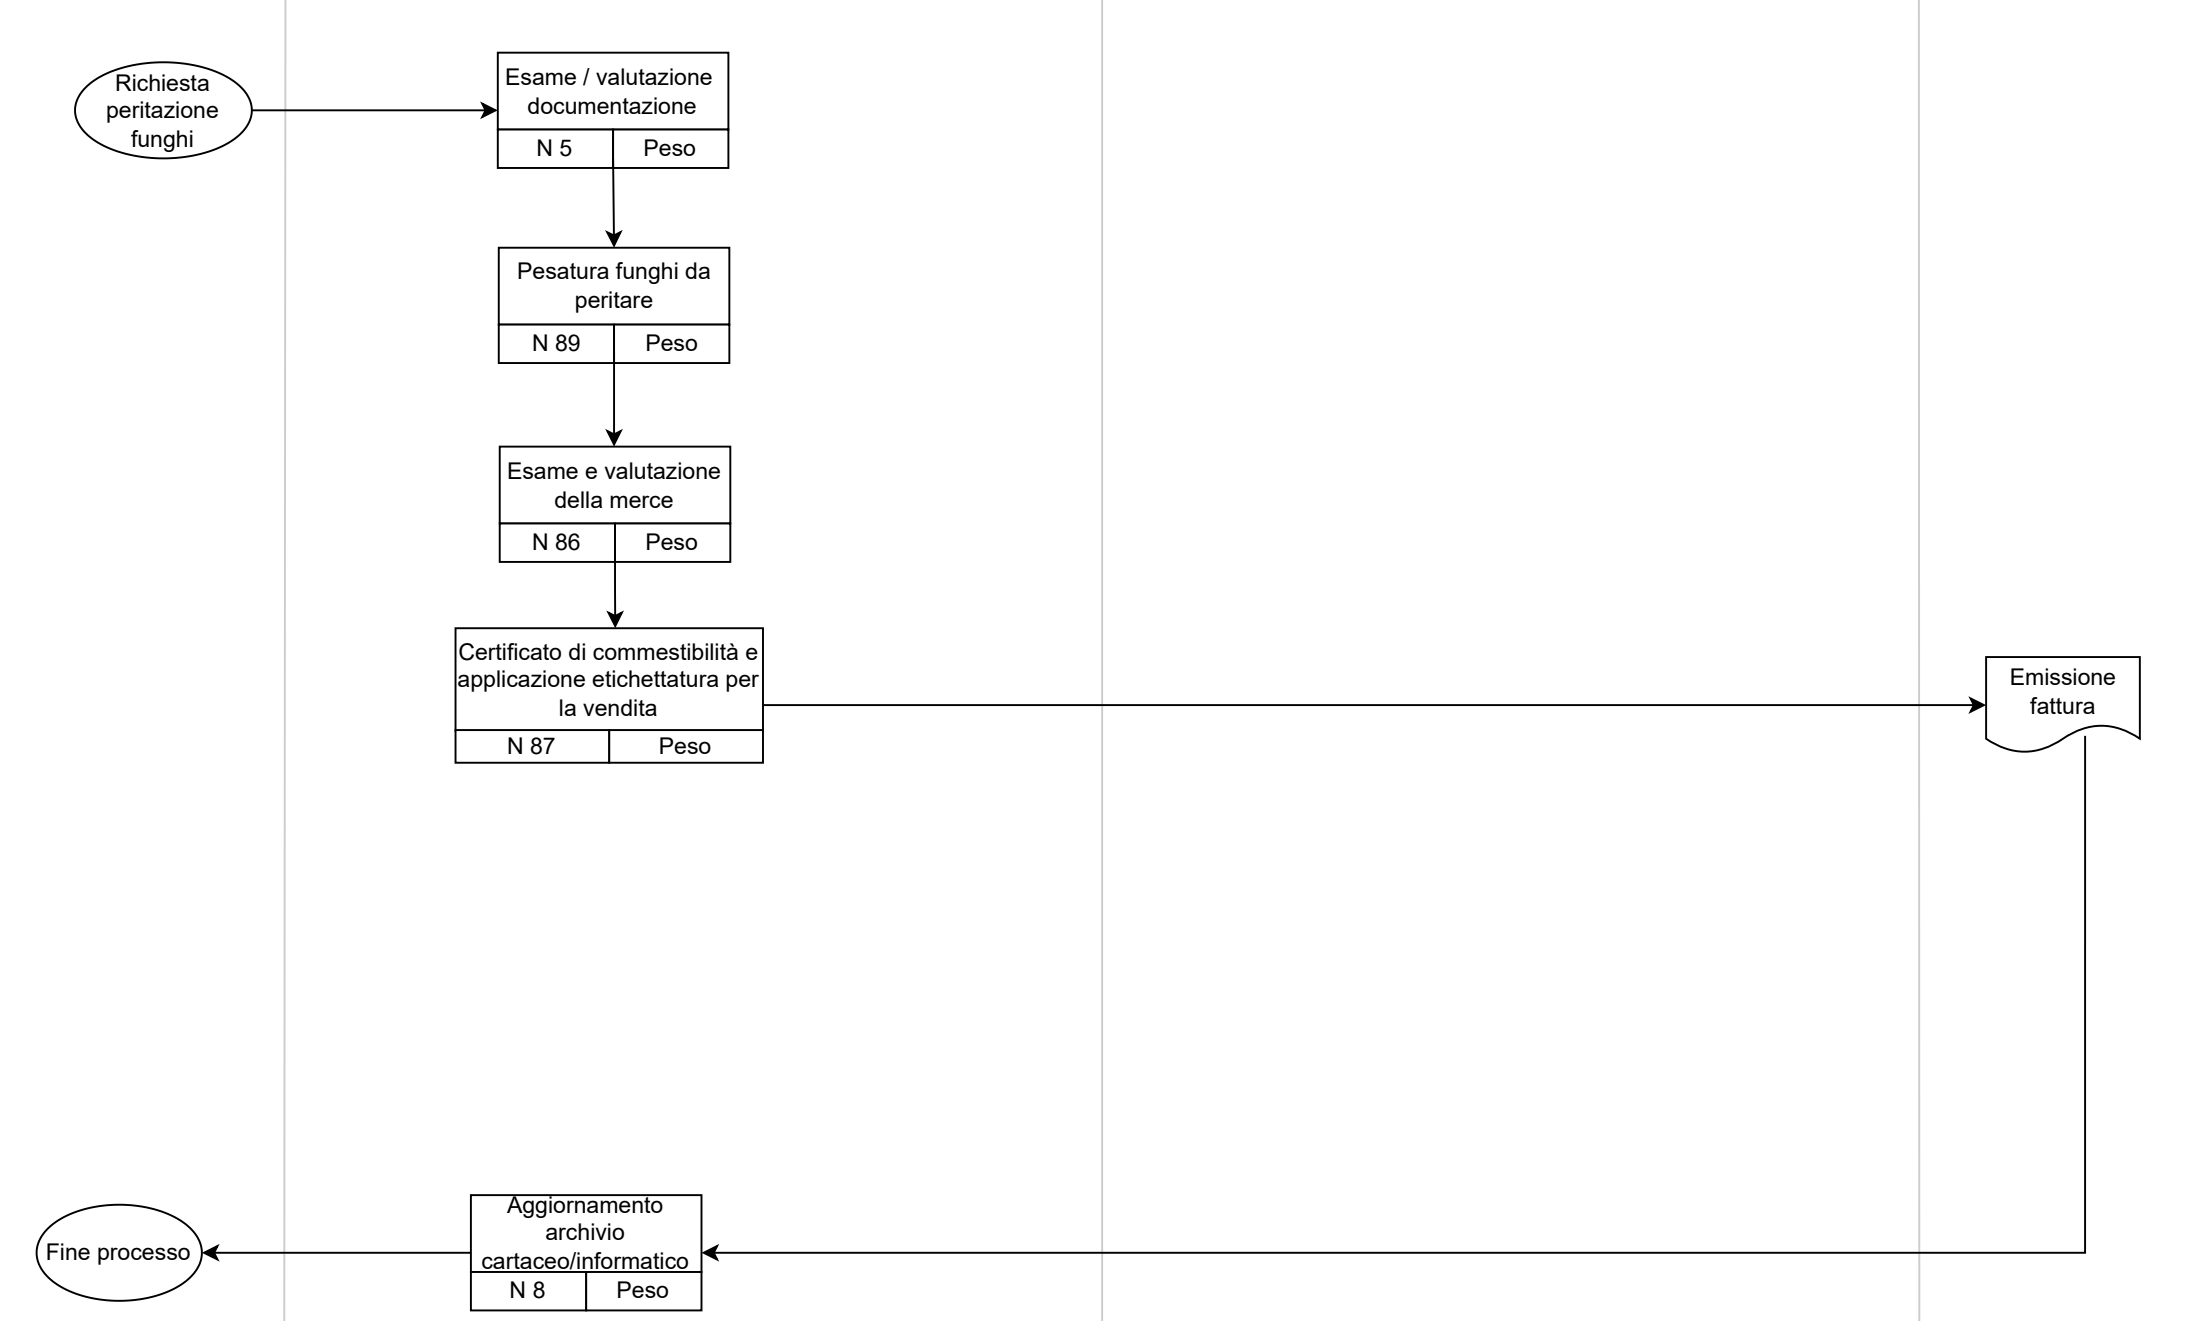 Richiesta
peritazione
funghi
Esame / valutazione
documentazione
N 5
Peso
Pesatura funghi da
peritare
N 89
Peso
Esame e valutazione
della merce
N 86
Peso
Certificato di commestibilità e
applicazione etichettatura per
la vendita
N 87
Peso
Emissione
fattura
Aggiornamento
archivio
cartaceo/informatico
N 8
Peso
Fine processo